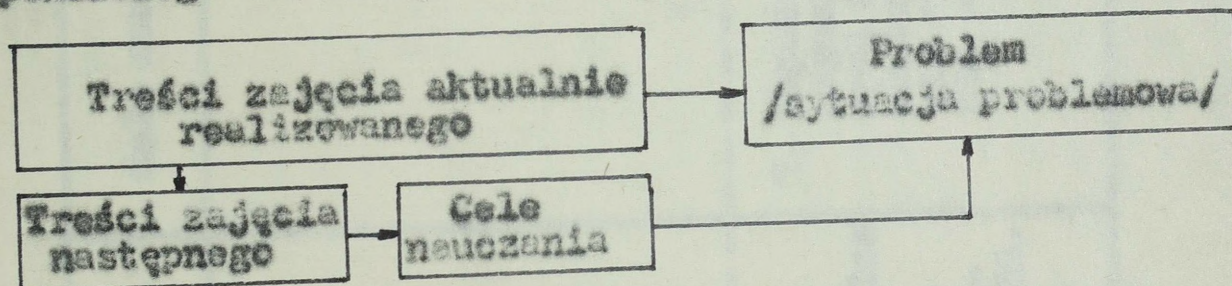 Treści zajęcia aktualnie
realizowanego
Problem
/sytuacja problemowa/
Treści zajęcia
następnego
Cele
nauczania